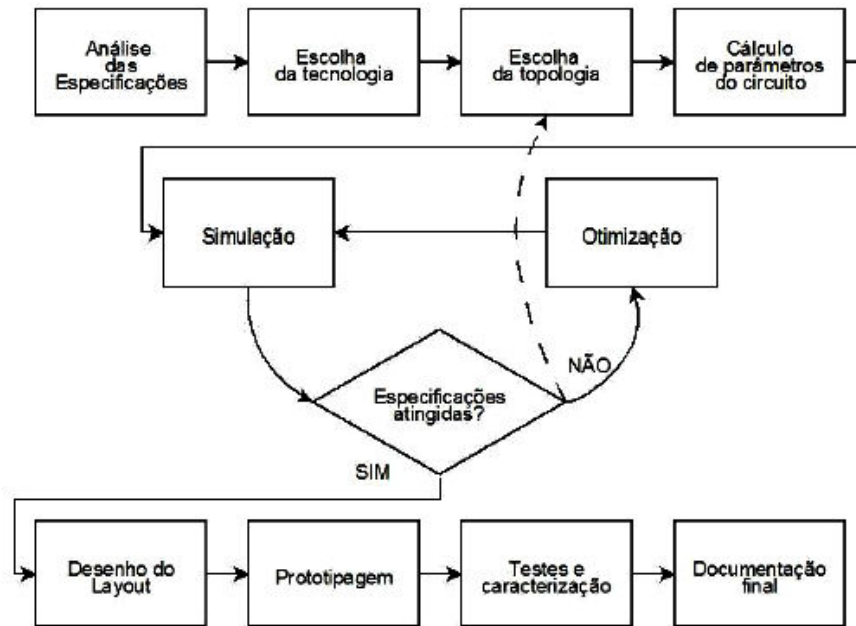 Análise
das
Especificações
Escolha
da tecnologia
Escolha
da topologia
Cálculo
de parâmetros
do circuito
Simulação
Otimização
NÃO
Especificações
atingidas?
SIM
Desenho do
Layout
Prototipagem
Testes e
caracterização
Documentação
final